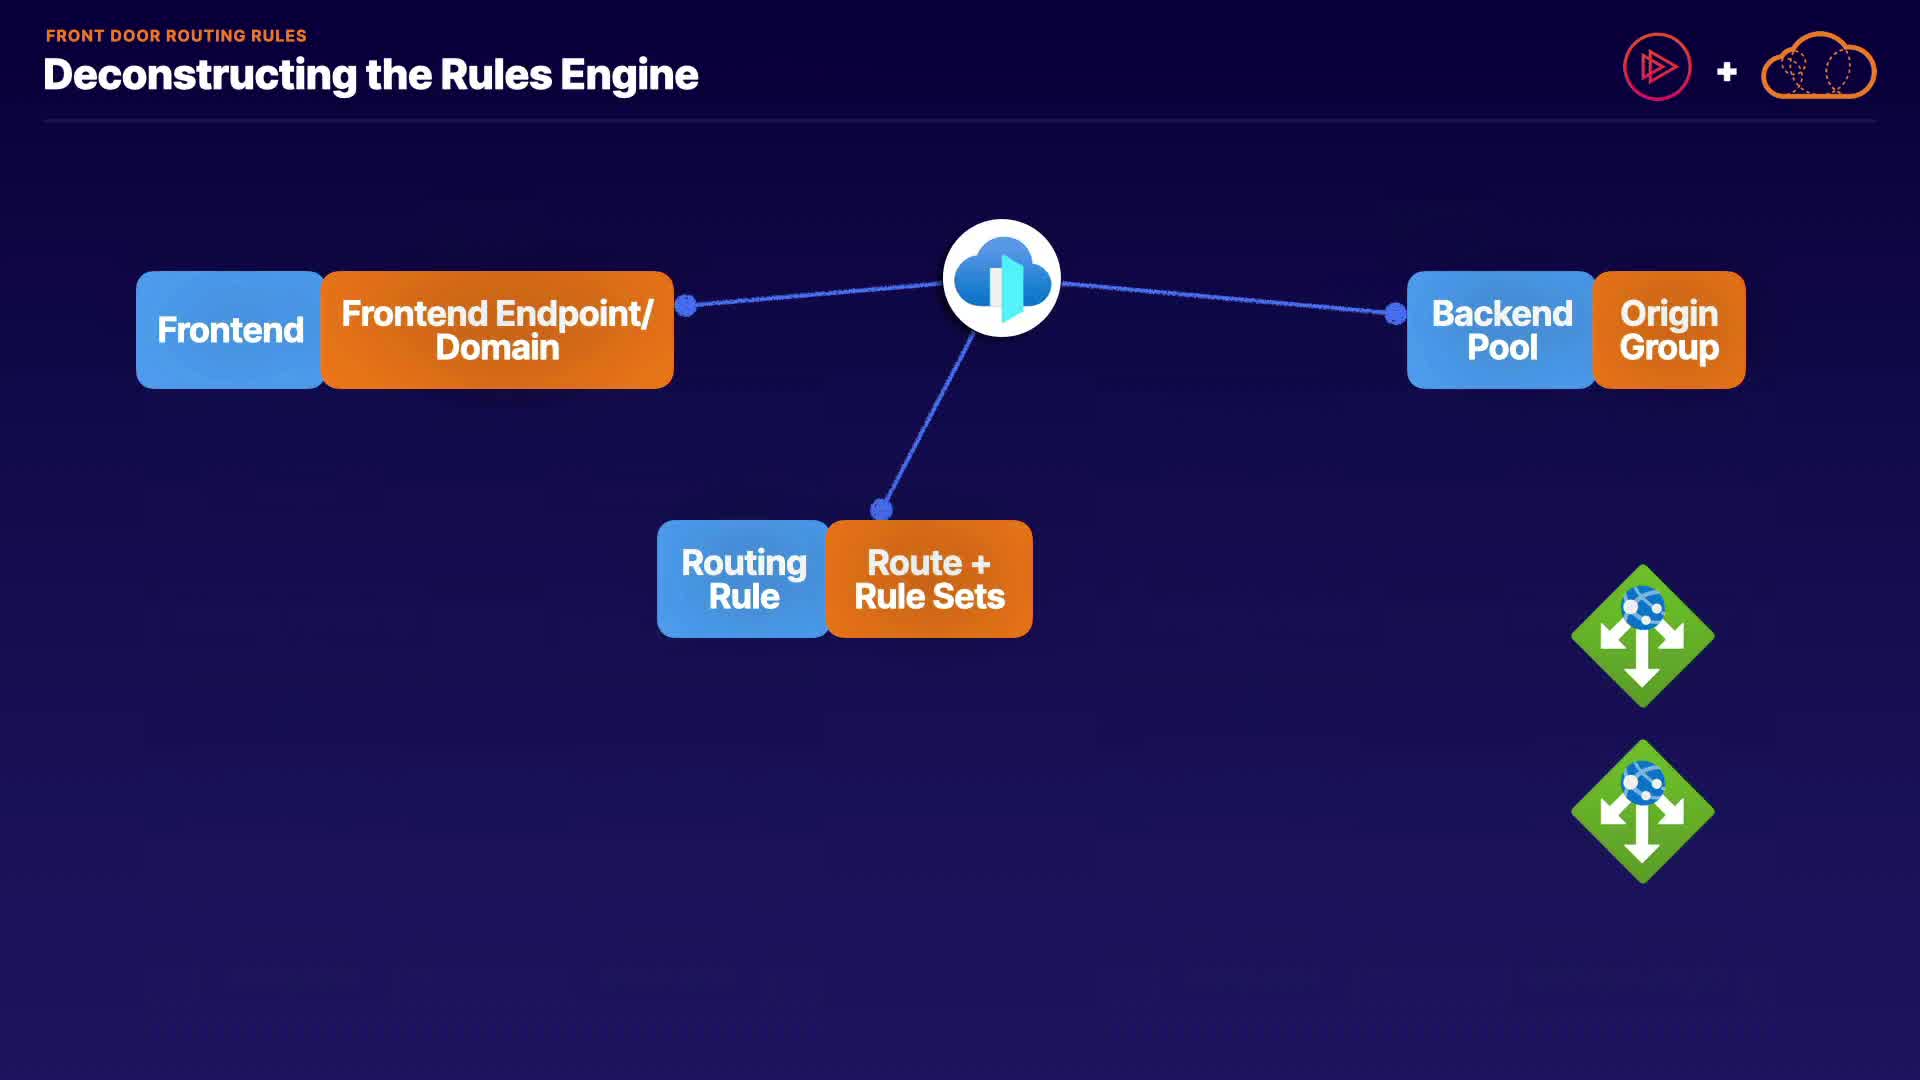 FRONT DOOR ROUTING RULES
Deconstructing the Rules Engine
Frontend
Frontend Endpoint/
Domain
Backend
Pool
Origin
Group
Routing
Rule
Route +
Rule Sets